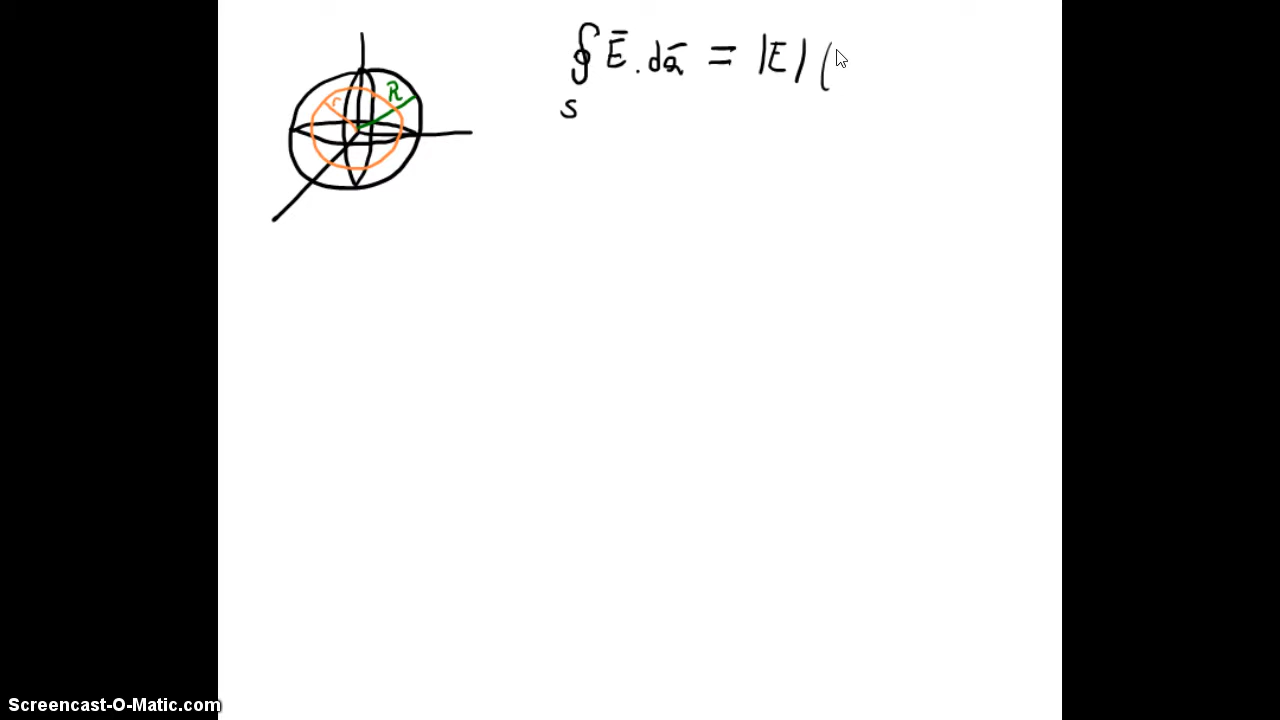 r R
∮ Ē . dā = |E| (
S
Screencast-O-Matic.com